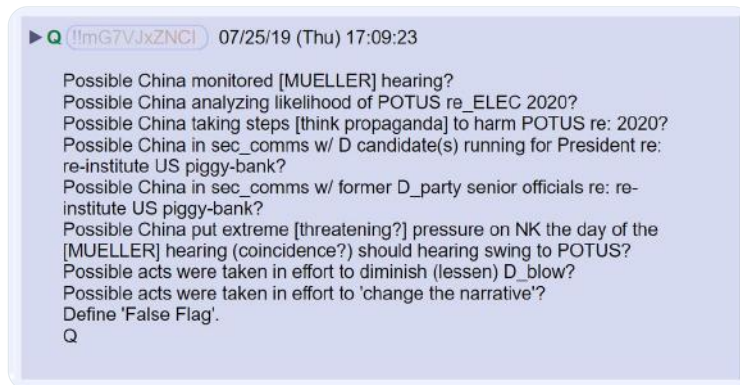 ▶ Q !!mG7VJxZNCI 07/25/19 (Thu) 17:09:23
Possible China monitored [MUELLER] hearing?
Possible China analyzing likelihood of POTUS re_ELEC 2020?
Possible China taking steps [think propaganda] to harm POTUS re: 2020?
Possible China in sec_comms w/ D candidate(s) running for President re:
re-institute US piggy-bank?
Possible China in sec_comms w/ former D_party senior officials re: re-
institute US piggy-bank?
Possible China put extreme [threatening?] pressure on NK the day of the
[MUELLER] hearing (coincidence?) should hearing swing to POTUS?
Possible acts were taken in effort to diminish (lessen) D_blow?
Possible acts were taken in effort to 'change the narrative'?
Define 'False Flag'.
Q